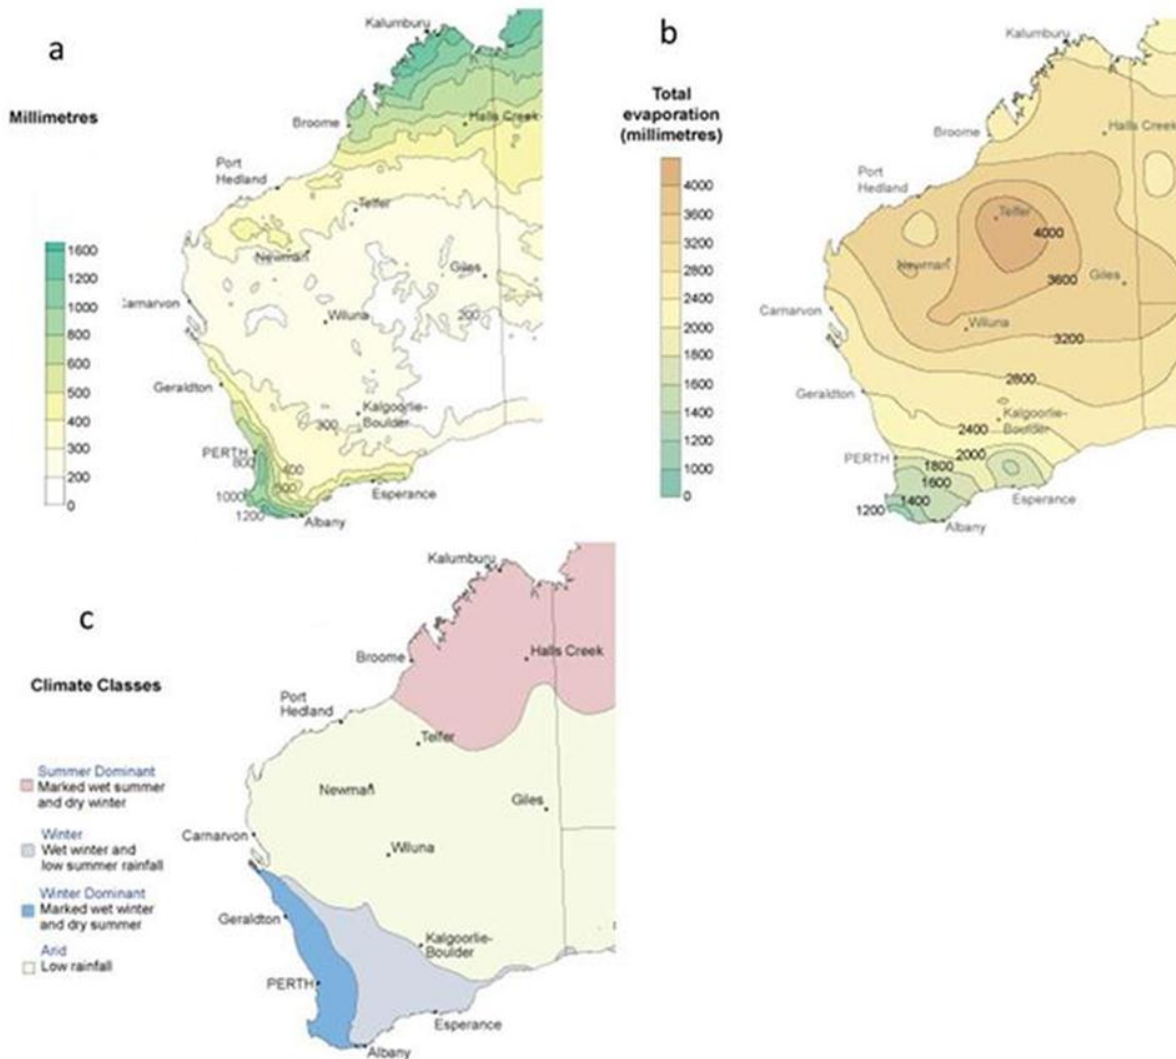 a
Millimetres
1600
1200
1000
800
600
500
400
300
200
0
Kalumburu
Broome
Halls Creek
Port
Hedland
Telfer
Newman
Giles
Carnarvon
Wiluna
200
Geraldton
Kalgoorlie-
Boulder
300
PERTH
800
400
500
1000
Esperance
1200
Albany
b
Total
evaporation
(millimetres)
4000
3600
3200
2800
2400
2000
1800
1600
1400
1200
1000
0
Kalumburu
Broome
Halls Creek
Port
Hedland
Telfer
4000
Newman
Giles
3600
Carnarvon
Wiluna
3200
2800
Geraldton
Kalgoorlie-
Boulder
2400
PERTH
2000
1800
1600
1400
1200
Esperance
Albany
c
Climate Classes
Summer Dominant
Marked wet summer
and dry winter
Winter
Wet winter and
low summer rainfall
Winter Dominant
Marked wet winter
and dry summer
Arid
Low rainfall
Kalumburu
Broome
Halls Creek
Port
Hedland
Telfer
Newman
Giles
Carnarvon
Wiluna
Geraldton
Kalgoorlie-
Boulder
PERTH
Esperance
Albany